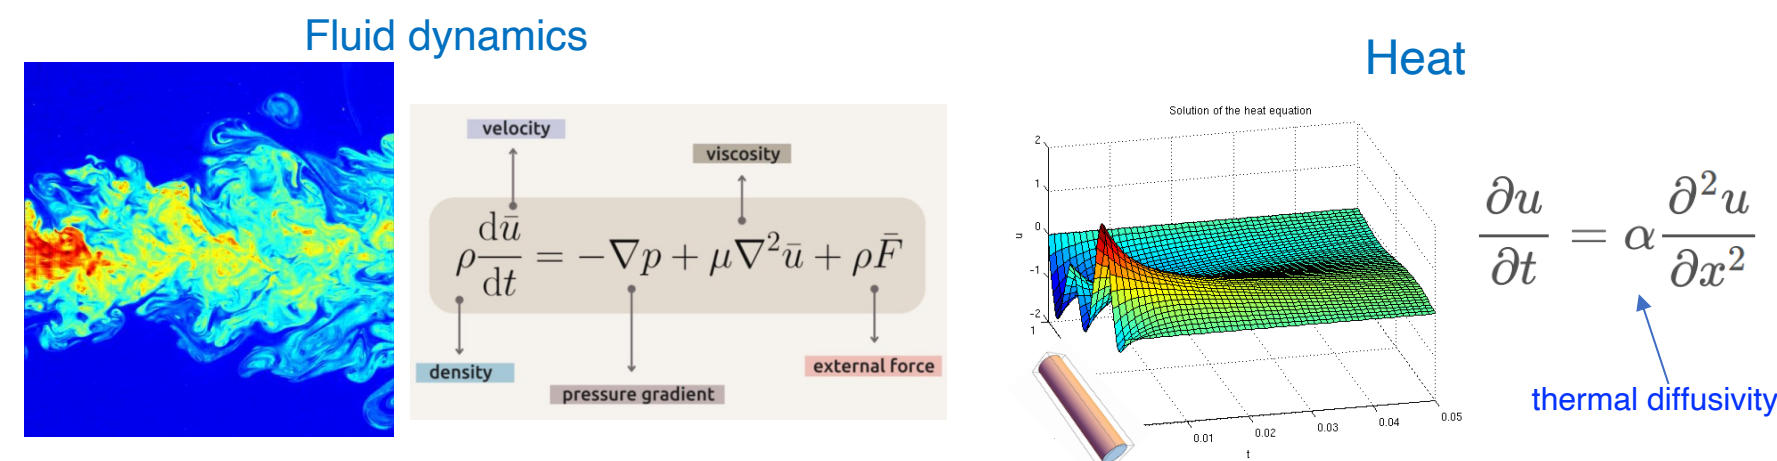 Fluid dynamics
velocity
viscosity
ρ dū/dt = −∇p + μ∇²ū + ρF̄
density
pressure gradient
external force
Heat
Solution of the heat equation
2
1
0
-1
-2
u
1
0.01
0.02
0.03
0.04
0.05
t
∂u/∂t = α ∂²u/∂x²
thermal diffusivity